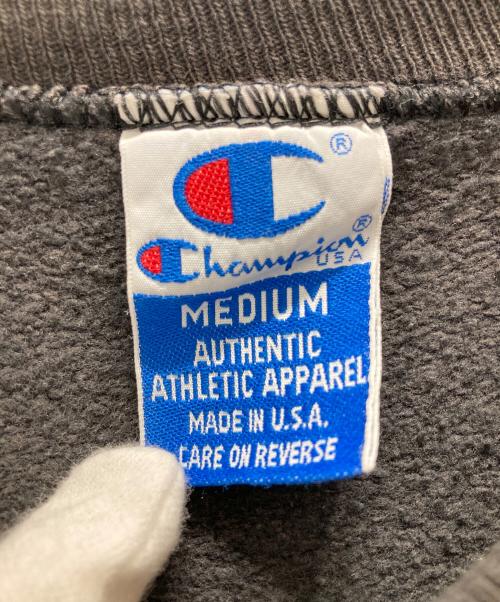 ®
Champion®
USA
MEDIUM
AUTHENTIC
ATHLETIC APPAREL
MADE IN U.S.A.
CARE ON REVERSE